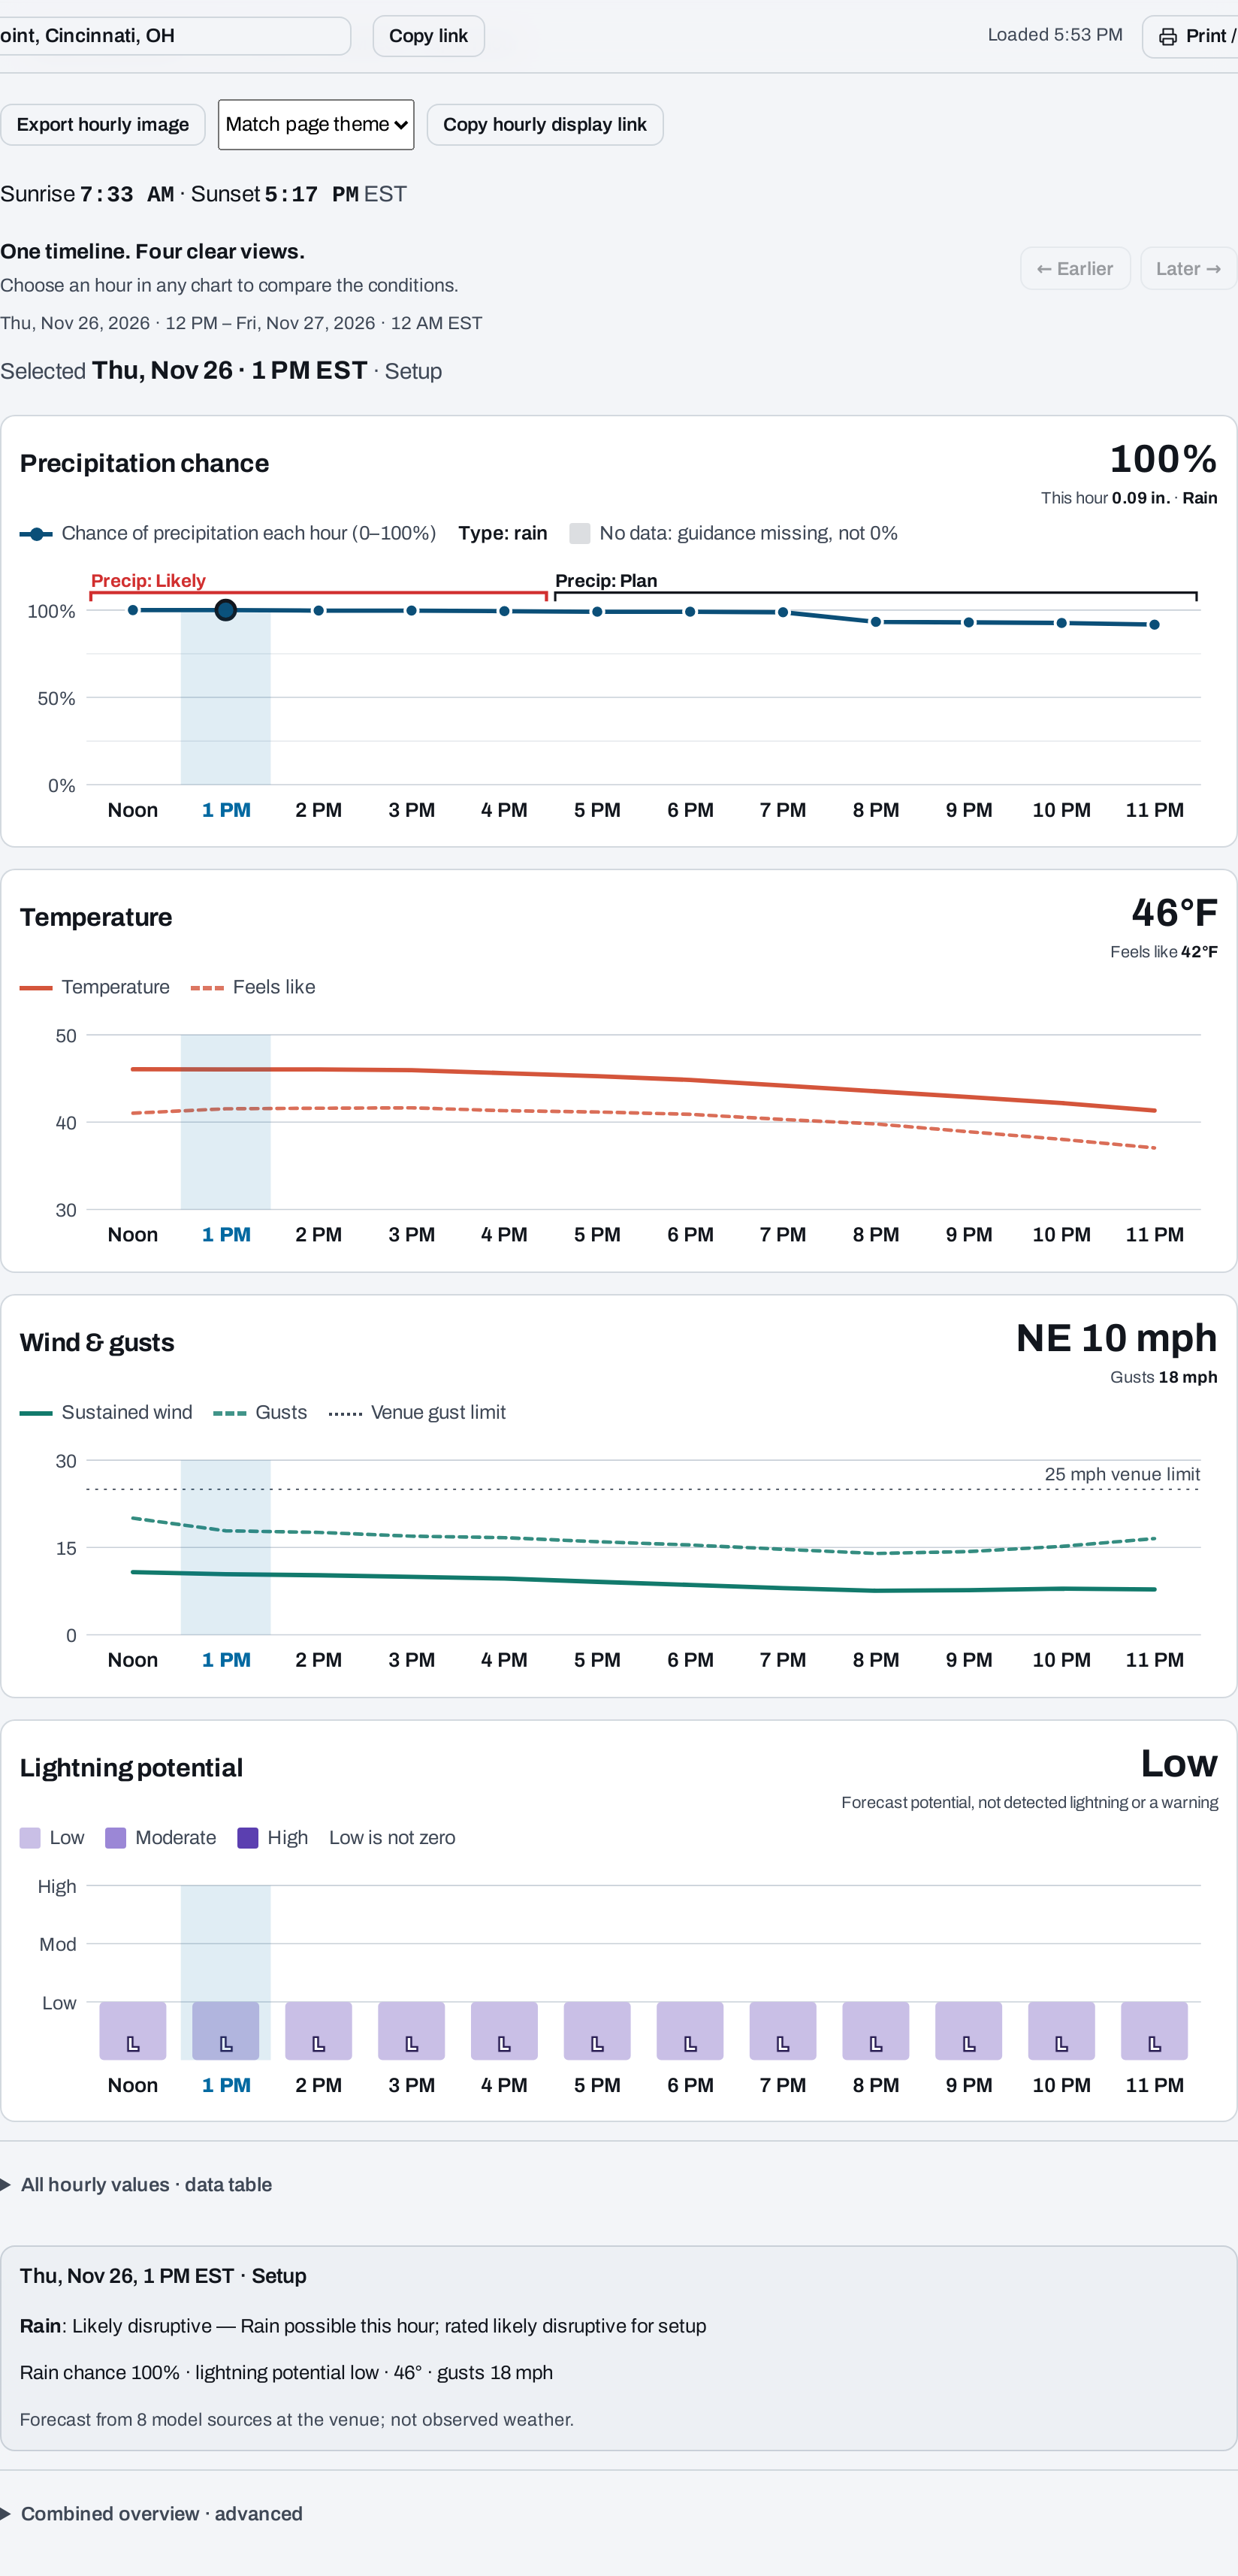 oint, Cincinnati, OH
Copy link
Loaded 5:53 PM
Print /
Export hourly image
Match page theme
Copy hourly display link
Sunrise 7:33 AM · Sunset 5:17 PM EST
One timeline. Four clear views.
Choose an hour in any chart to compare the conditions.
← Earlier
Later →
Thu, Nov 26, 2026 · 12 PM – Fri, Nov 27, 2026 · 12 AM EST
Selected Thu, Nov 26 · 1 PM EST · Setup
Precipitation chance
100%
This hour 0.09 in. · Rain
Chance of precipitation each hour (0–100%)
Type: rain
No data: guidance missing, not 0%
Precip: Likely
Precip: Plan
100%
50%
0%
Noon 1 PM 2 PM 3 PM 4 PM 5 PM 6 PM 7 PM 8 PM 9 PM 10 PM 11 PM
Temperature
46°F
Feels like 42°F
Temperature
Feels like
50
40
30
Noon 1 PM 2 PM 3 PM 4 PM 5 PM 6 PM 7 PM 8 PM 9 PM 10 PM 11 PM
Wind & gusts
NE 10 mph
Gusts 18 mph
Sustained wind
Gusts
Venue gust limit
30
25 mph venue limit
15
0
Noon 1 PM 2 PM 3 PM 4 PM 5 PM 6 PM 7 PM 8 PM 9 PM 10 PM 11 PM
Lightning potential
Low
Forecast potential, not detected lightning or a warning
Low
Moderate
High
Low is not zero
High
Mod
Low
L L L L L L L L L L L L
Noon 1 PM 2 PM 3 PM 4 PM 5 PM 6 PM 7 PM 8 PM 9 PM 10 PM 11 PM
All hourly values · data table
Thu, Nov 26, 1 PM EST · Setup
Rain: Likely disruptive — Rain possible this hour; rated likely disruptive for setup
Rain chance 100% · lightning potential low · 46° · gusts 18 mph
Forecast from 8 model sources at the venue; not observed weather.
Combined overview · advanced